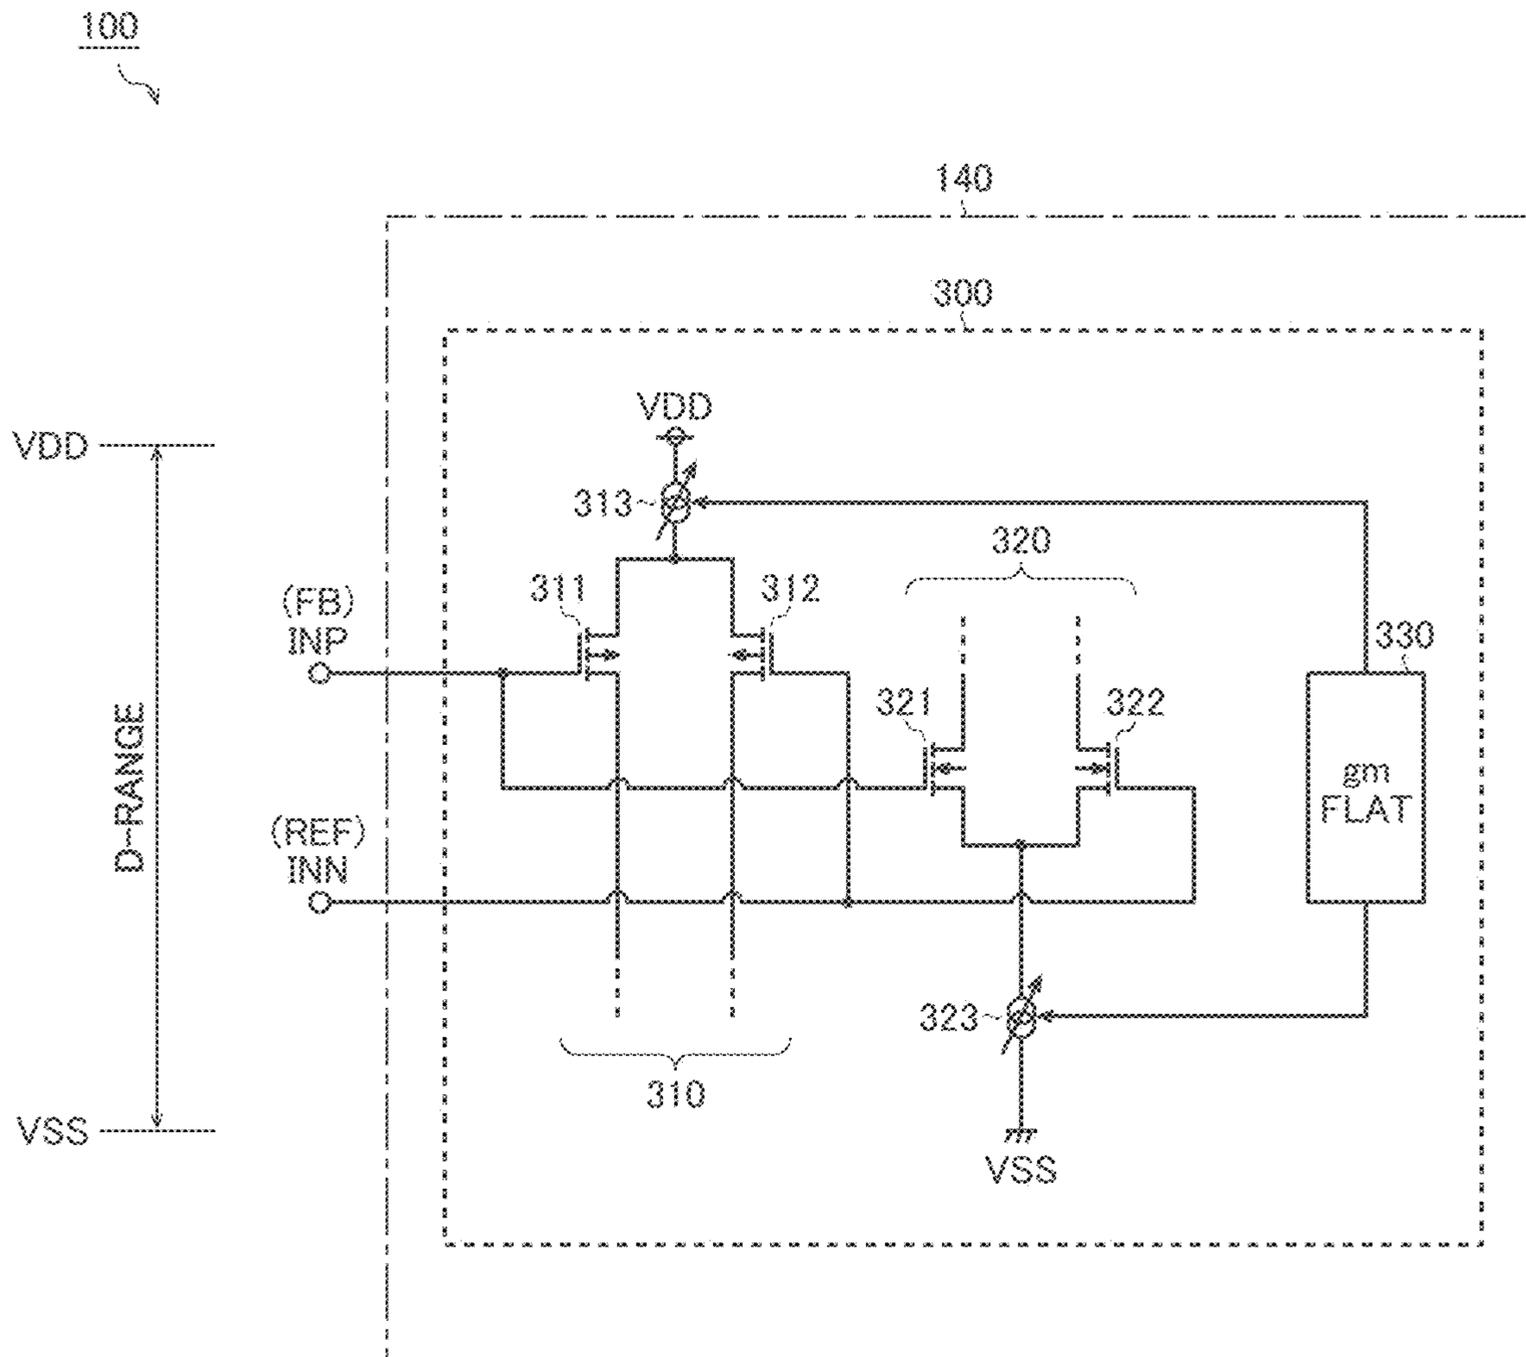 100
140
300
VDD
VDD
313
320
311
312
(FB)
INP
330
321
322
gm
FLAT
D-RANGE
(REF)
INN
323
310
VSS
VSS